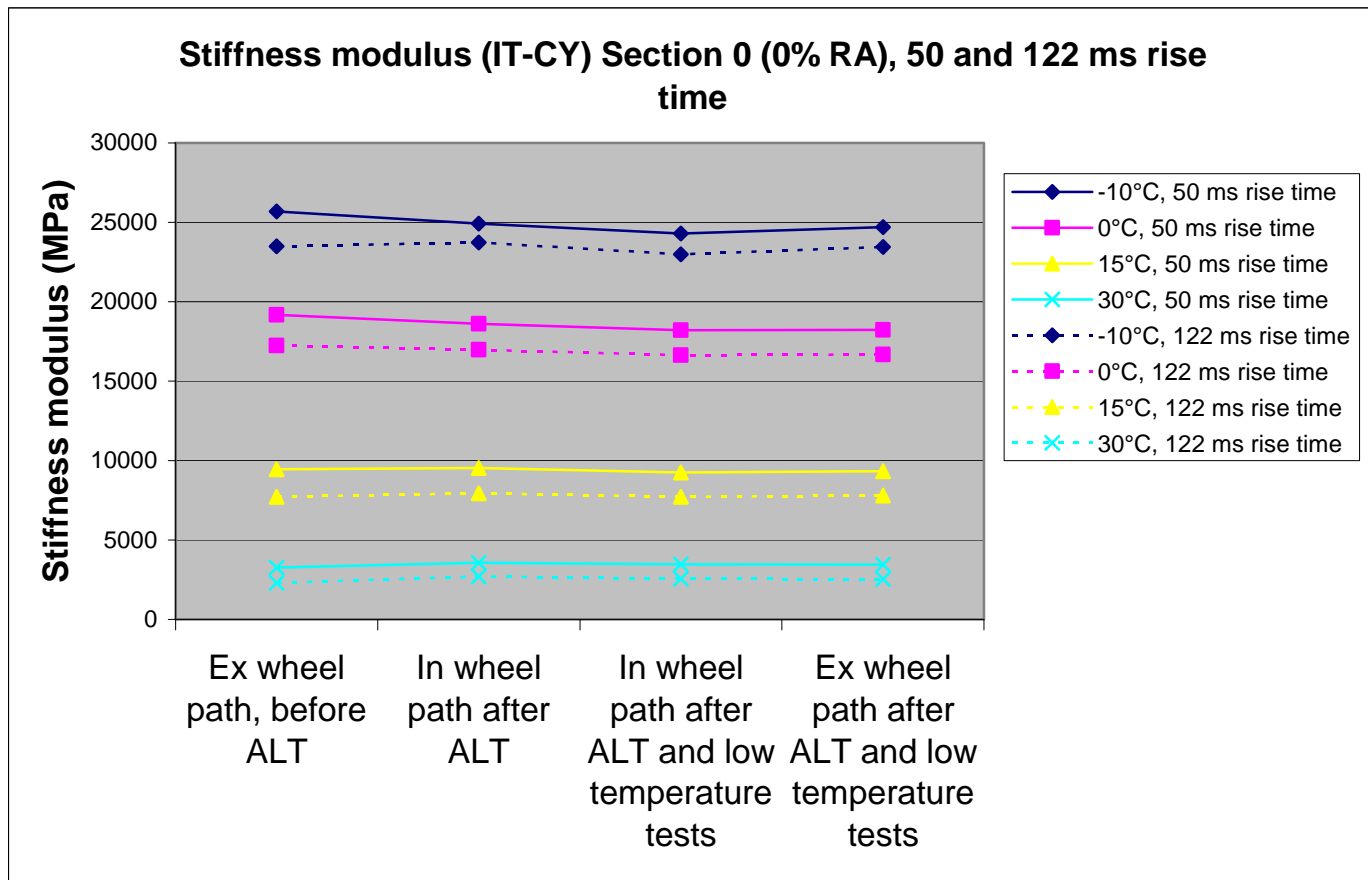 Stiffness modulus (IT-CY) Section 0 (0% RA), 50 and 122 ms rise
time
Stiffness modulus (MPa)
30000
25000
20000
15000
10000
5000
0
Ex wheel
path, before
ALT
In wheel
path after
ALT
In wheel
path after
ALT and low
temperature
tests
Ex wheel
path after
ALT and low
temperature
tests
-10°C, 50 ms rise time
0°C, 50 ms rise time
15°C, 50 ms rise time
30°C, 50 ms rise time
-10°C, 122 ms rise time
0°C, 122 ms rise time
15°C, 122 ms rise time
30°C, 122 ms rise time